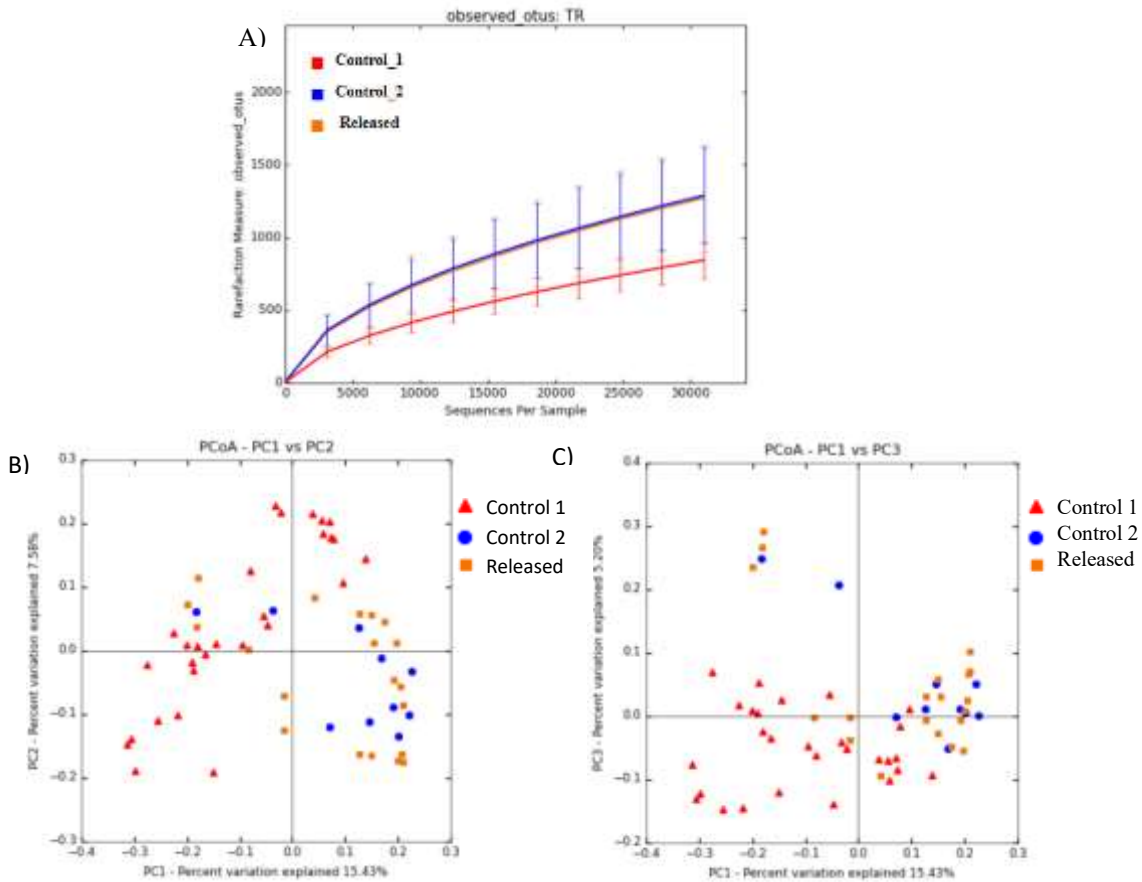 observed_otus: TR
A)
Control_1
Control_2
Released
Rarefaction Measure: observed_otus
2000
1500
1000
500
0
0 5000 10000 15000 20000 25000 30000
Sequences Per Sample
B)
PCoA - PC1 vs PC2
PC2 - Percent variation explained 7.58%
0.3
0.2
0.1
0.0
−0.1
−0.2
−0.3
−0.4 −0.3 −0.2 −0.1 0.0 0.1 0.2 0.3
PC1 - Percent variation explained 15.43%
Control 1
Control 2
Released
C)
PCoA - PC1 vs PC3
PC3 - Percent variation explained 5.20%
0.4
0.3
0.2
0.1
0.0
−0.1
−0.2
−0.4 −0.3 −0.2 −0.1 0.0 0.1 0.2 0.3
PC1 - Percent variation explained 15.43%
Control 1
Control 2
Released